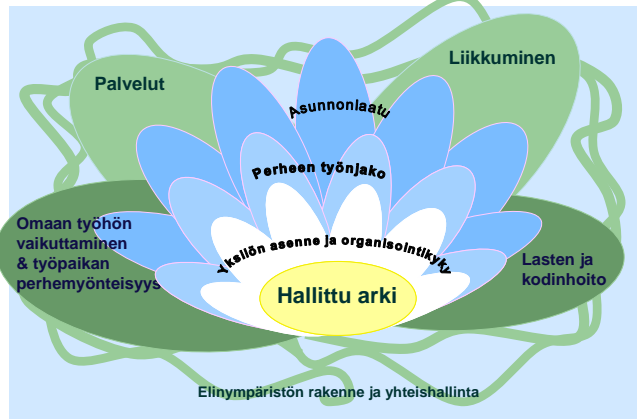 Palvelut
Liikkuminen
Asunnonlaatu
Perheen työnjako
Omaan työhön
vaikuttaminen
& työpaikan
perhemyönteisyys
Yksilön asenne ja organisointikyky
Lasten ja
kodinhoito
Hallittu arki
Elinympäristön rakenne ja yhteishallinta